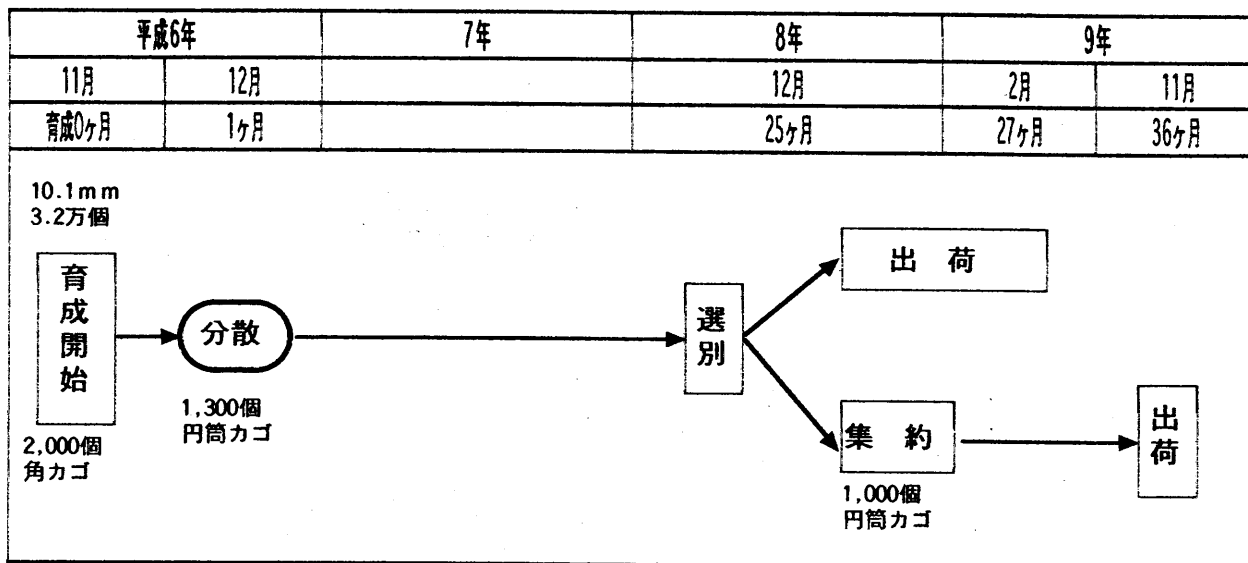 平成6年 7年 8年 9年
11月 12月 12月 2月 11月
育成0ヶ月 1ヶ月 25ヶ月 27ヶ月 36ヶ月
10.1mm
3.2万個
育成開始
分散
選別
出荷
集約
出荷
2,000個
角カゴ
1,300個
円筒カゴ
1,000個
円筒カゴ